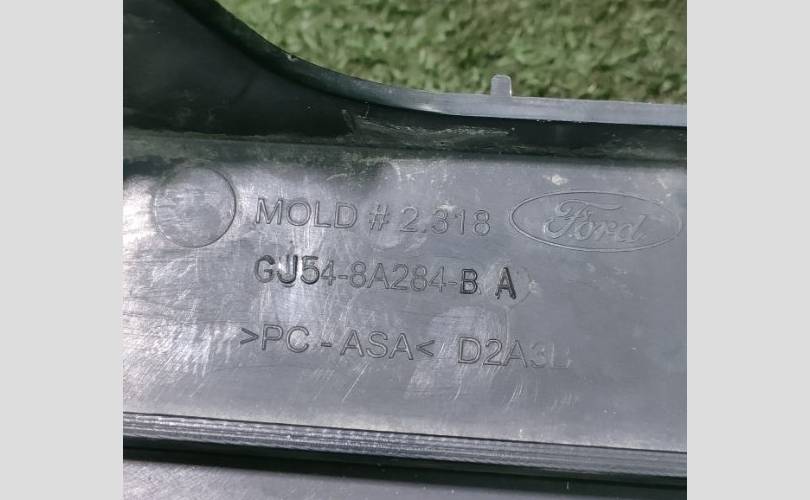 MOLD # 2.318 Ford
GJ54-8A284-B A
>PC - ASA<